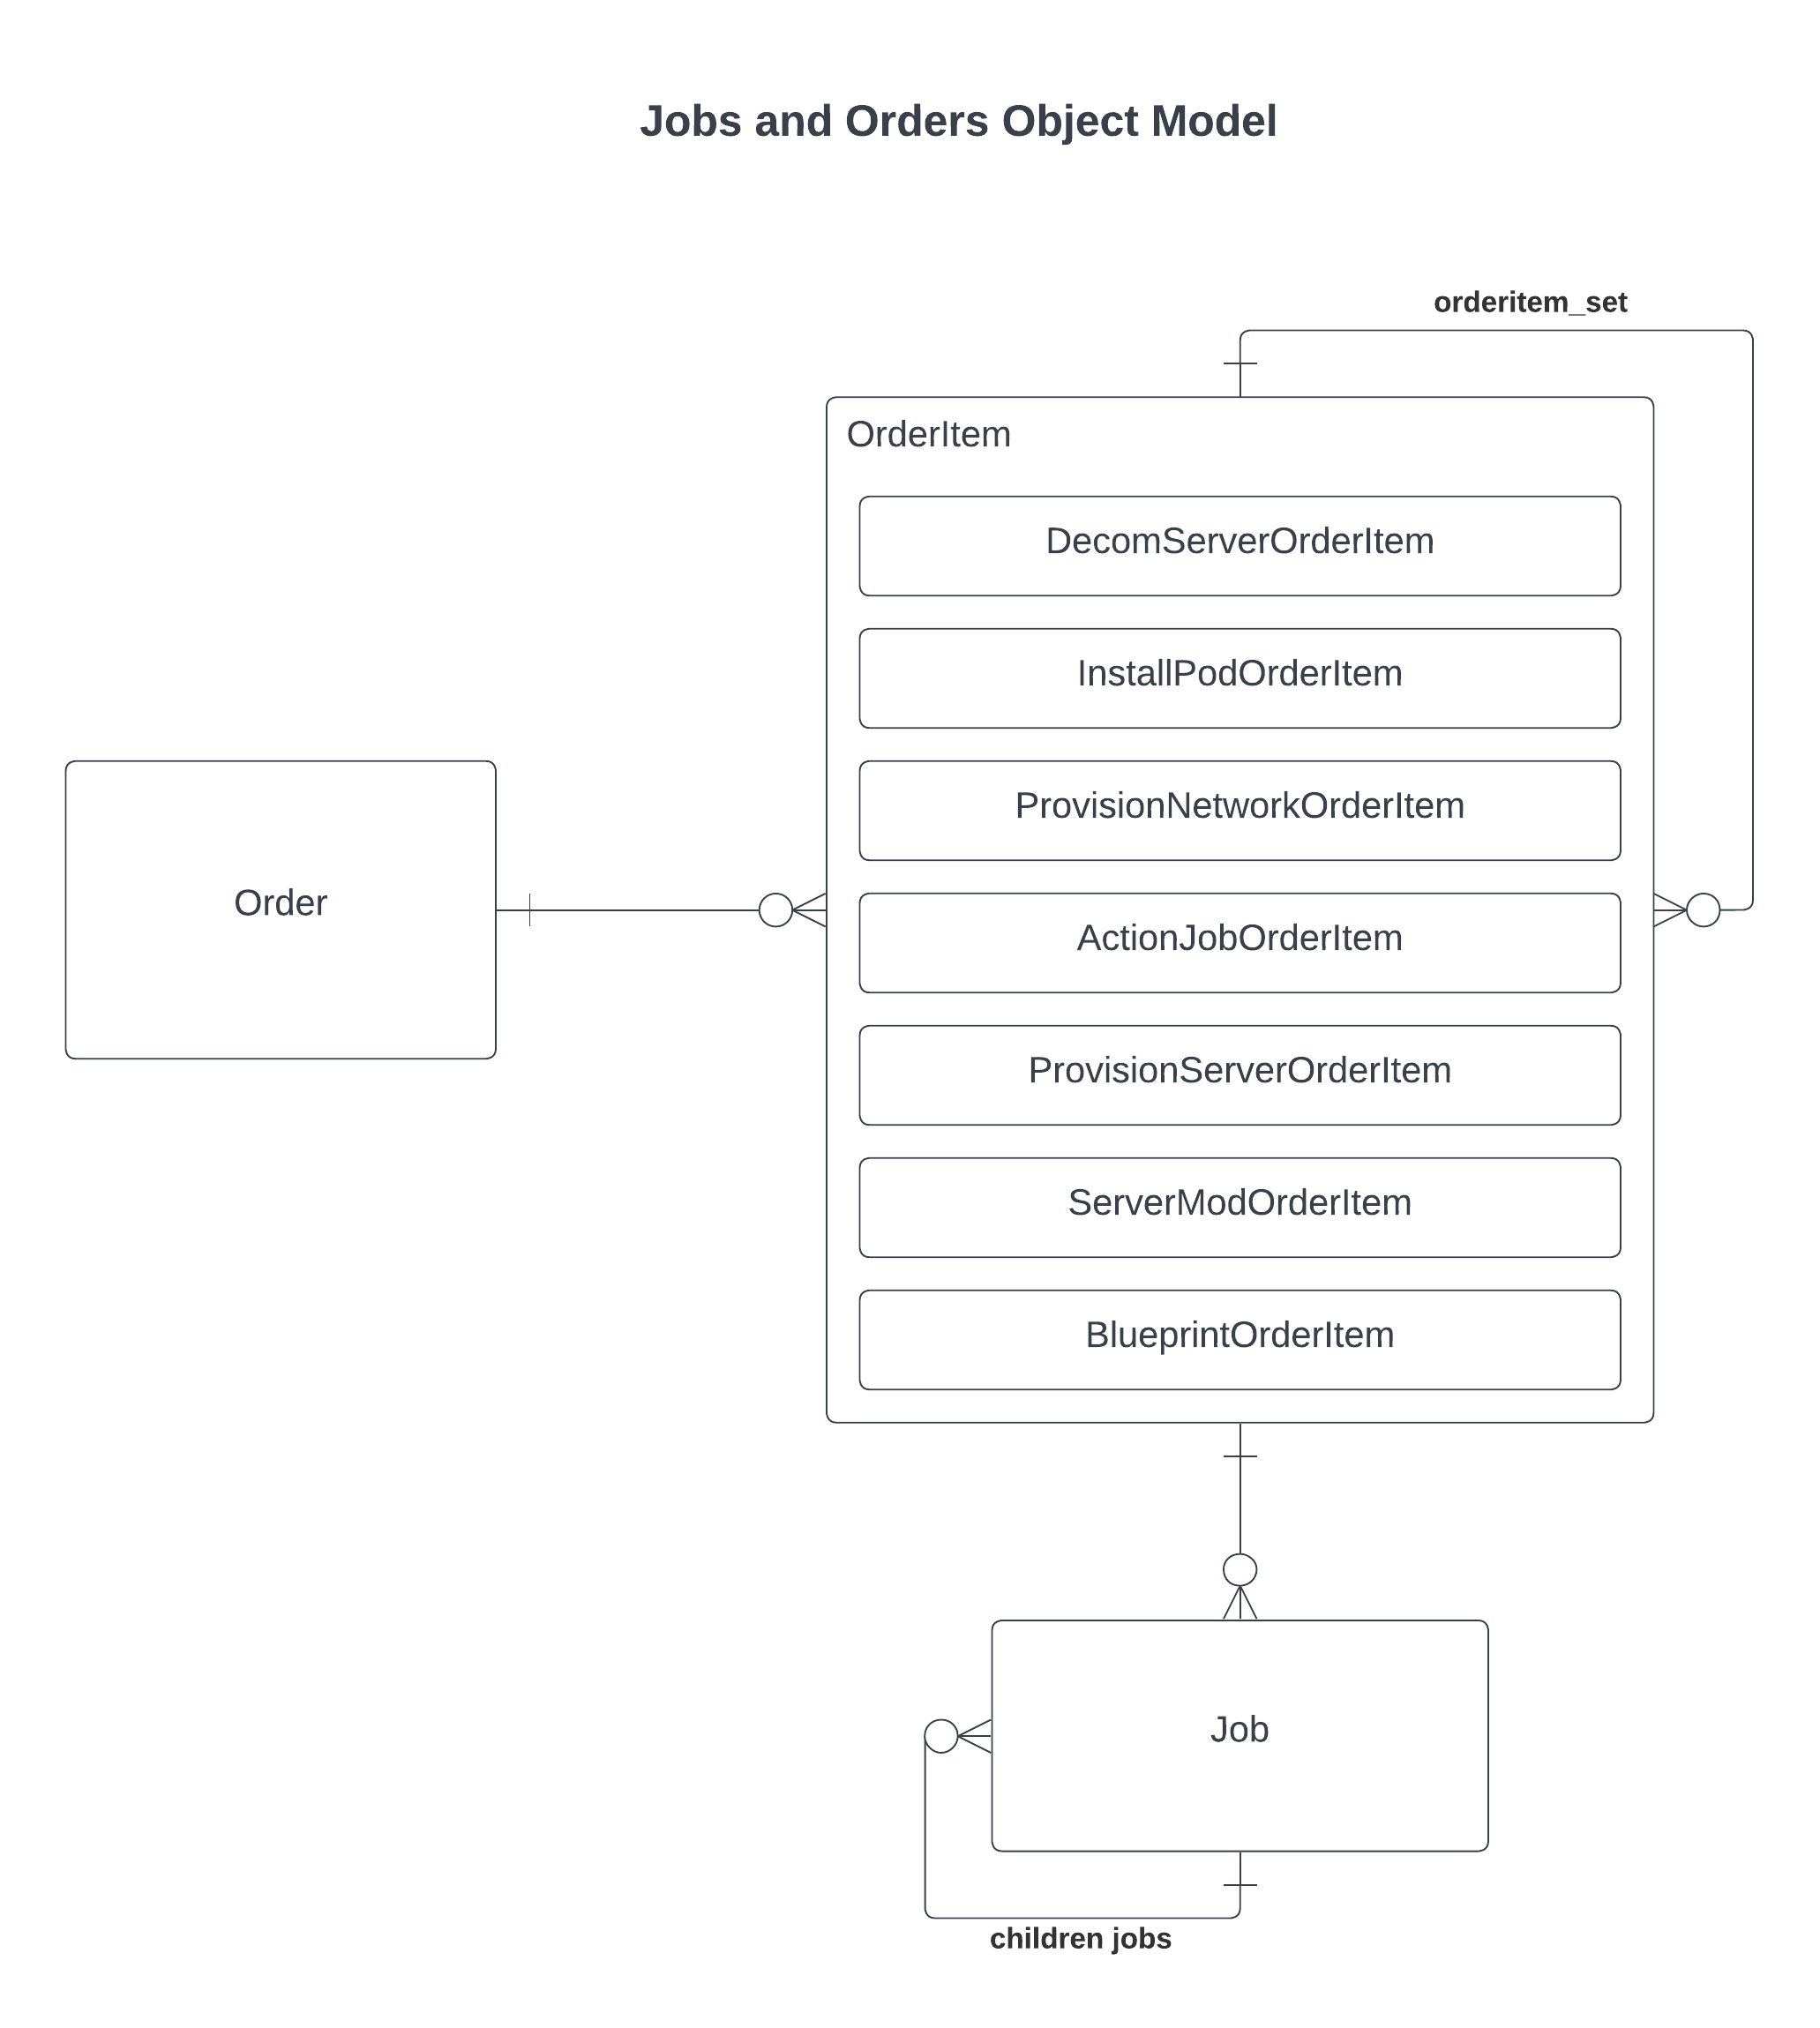 Jobs and Orders Object Model
orderitem_set
OrderItem
DecomServerOrderItem
InstallPodOrderItem
ProvisionNetworkOrderItem
Order
ActionJobOrderItem
ProvisionServerOrderItem
ServerModOrderItem
BlueprintOrderItem
Job
children jobs